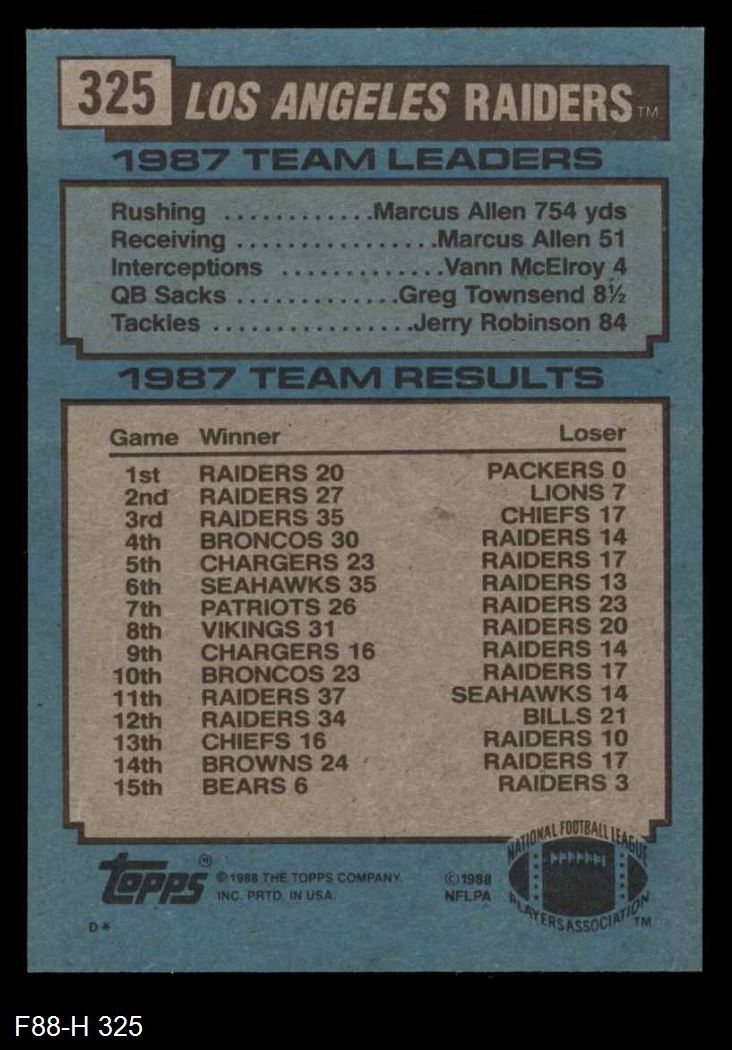 325 LOS ANGELES RAIDERS™
1987 TEAM LEADERS
Rushing ............Marcus Allen 754 yds
Receiving ................Marcus Allen 51
Interceptions .............Vann McElroy 4
QB Sacks .............Greg Townsend 8½
Tackles ................Jerry Robinson 84
1987 TEAM RESULTS
Game Winner Loser
1st RAIDERS 20 PACKERS 0
2nd RAIDERS 27 LIONS 7
3rd RAIDERS 35 CHIEFS 17
4th BRONCOS 30 RAIDERS 14
5th CHARGERS 23 RAIDERS 17
6th SEAHAWKS 35 RAIDERS 13
7th PATRIOTS 26 RAIDERS 23
8th VIKINGS 31 RAIDERS 20
9th CHARGERS 16 RAIDERS 14
10th BRONCOS 23 RAIDERS 17
11th RAIDERS 37 SEAHAWKS 14
12th RAIDERS 34 BILLS 21
13th CHIEFS 16 RAIDERS 10
14th BROWNS 24 RAIDERS 17
15th BEARS 6 RAIDERS 3
topps® © 1988 THE TOPPS COMPANY.
INC. PRTD. IN USA.
© 1988
NFLPA
NATIONAL FOOTBALL LEAGUE
PLAYERS ASSOCIATION™
D*
F88-H 325